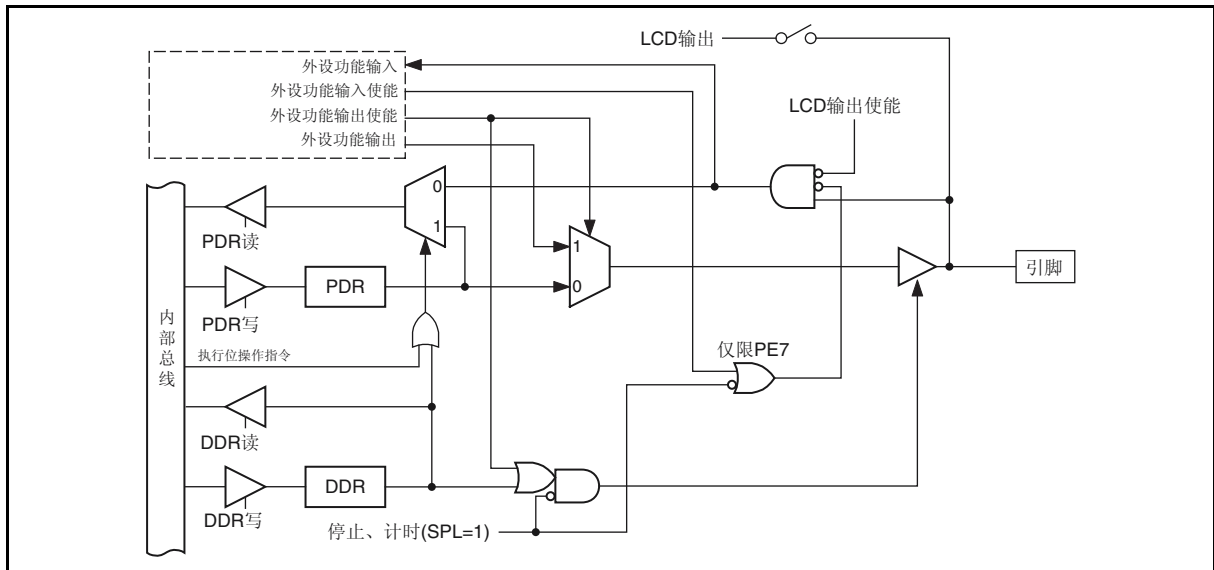 LCD输出
外设功能输入
外设功能输入使能
外设功能输出使能
外设功能输出
LCD输出使能
0
1
PDR读
1
0
引脚
PDR
PDR写
内部总线
执行位操作指令
仅限PE7
DDR读
DDR
DDR写
停止、计时(SPL=1)